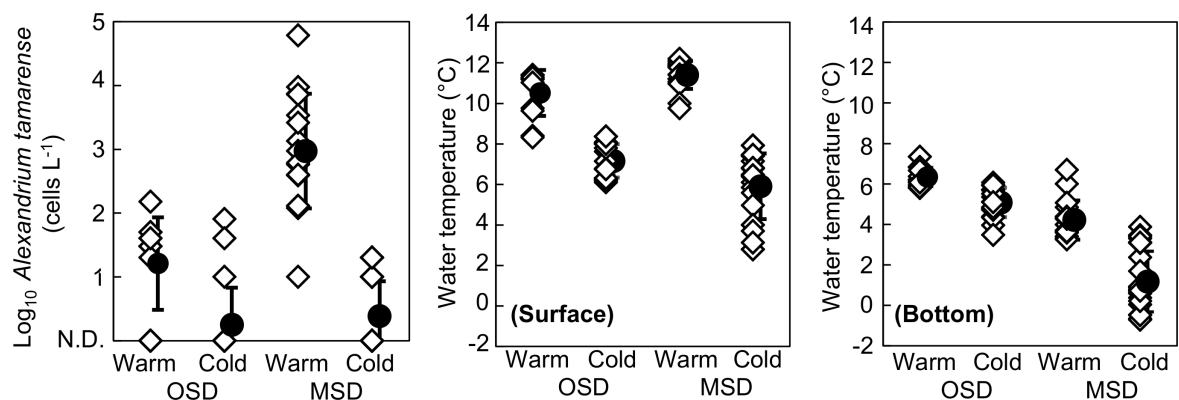 Log₁₀ Alexandrium tamarense
(cells L⁻¹)
5
4
3
2
1
N.D.
Warm Cold Warm Cold
OSD MSD
Water temperature (°C)
14
12
10
8
6
4
2
0
-2
(Surface)
Warm Cold Warm Cold
OSD MSD
Water temperature (°C)
14
12
10
8
6
4
2
0
-2
(Bottom)
Warm Cold Warm Cold
OSD MSD